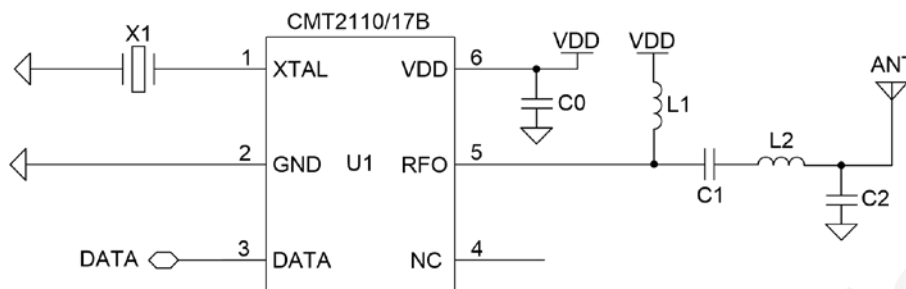 CMT2110/17B
X1
1
XTAL
VDD
6
VDD
VDD
ANT
C0
L1
2
GND
U1
RFO
5
L2
C1
C2
DATA
3
DATA
NC
4